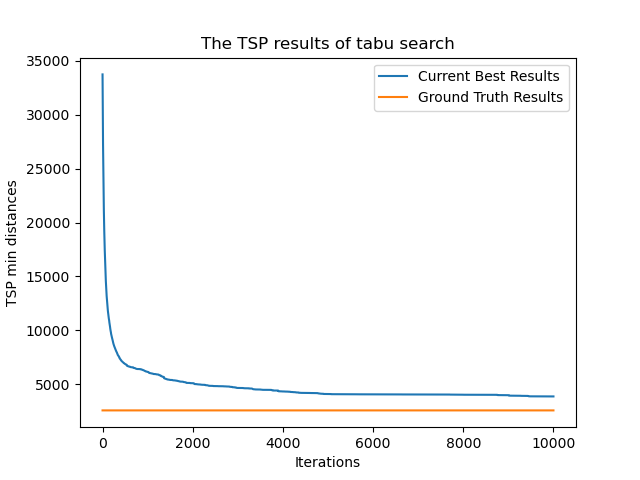 The TSP results of tabu search
35000
30000
25000
20000
15000
10000
5000
TSP min distances
Current Best Results
Ground Truth Results
0 2000 4000 6000 8000 10000
Iterations